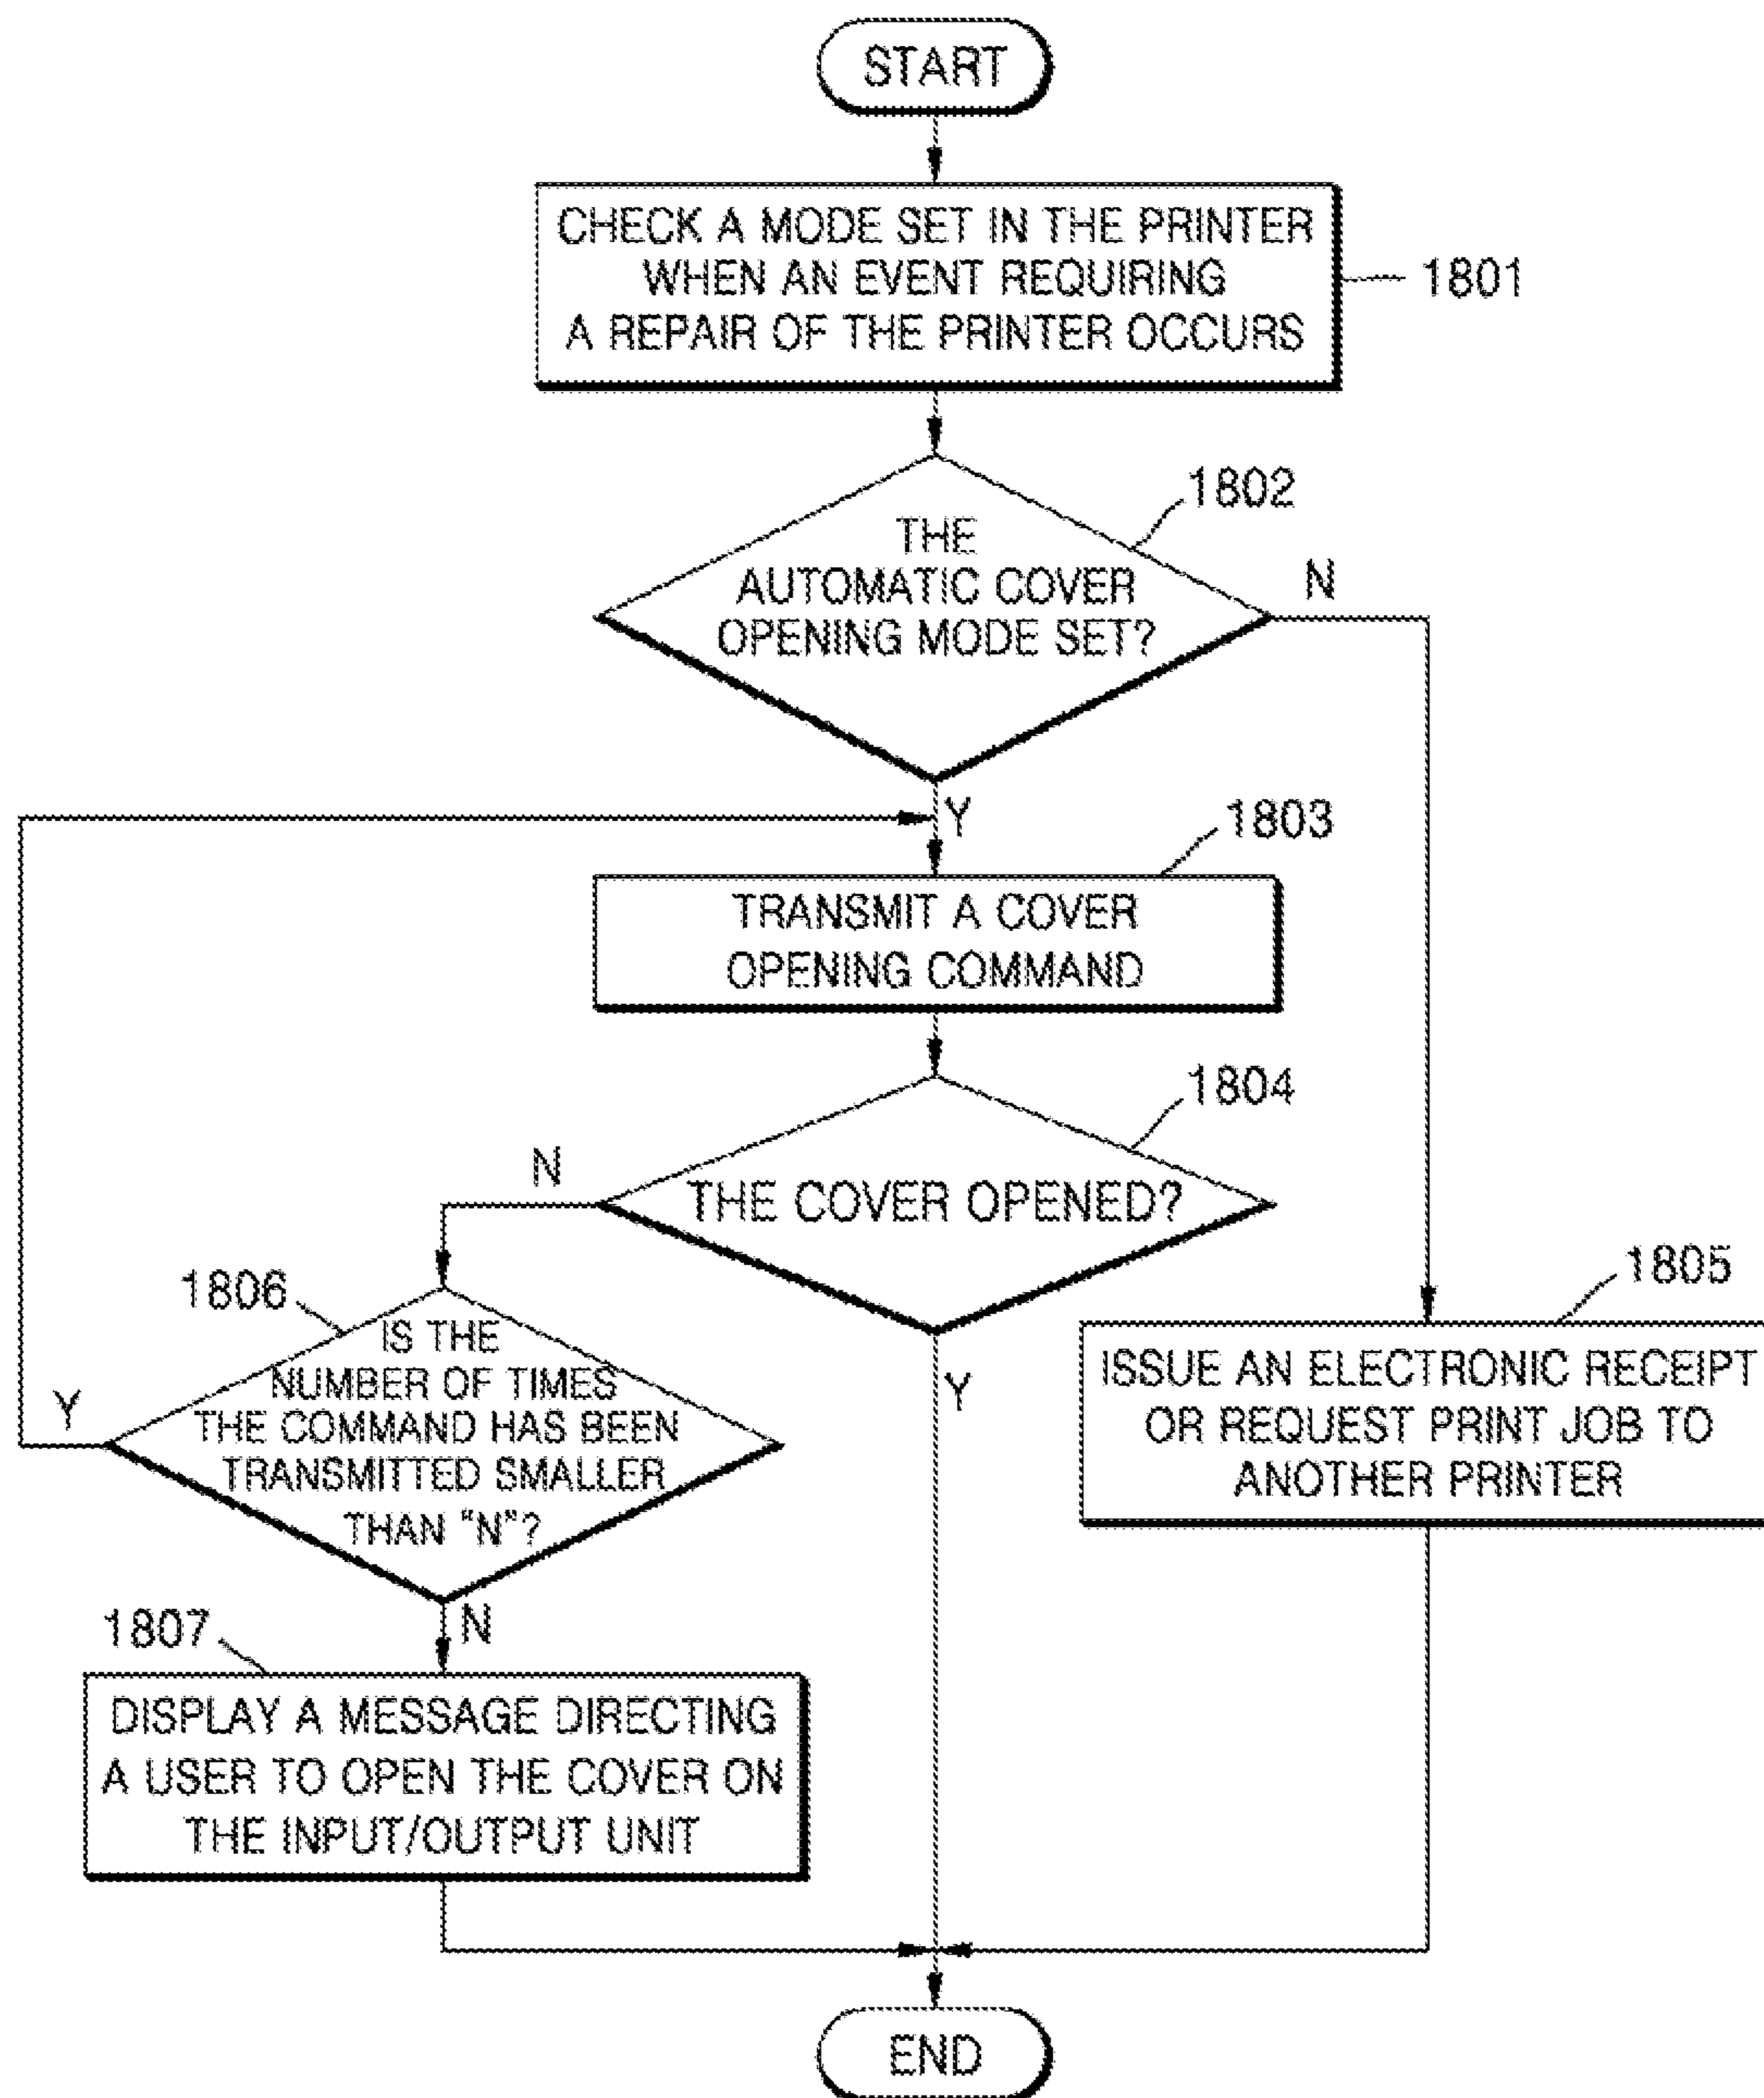 START
CHECK A MODE SET IN THE PRINTER
WHEN AN EVENT REQUIRING
A REPAIR OF THE PRINTER OCCURS
1801
1802
THE
AUTOMATIC COVER
OPENING MODE SET?
N
Y
1803
TRANSMIT A COVER
OPENING COMMAND
1804
THE COVER OPENED?
N
Y
1806
IS THE
NUMBER OF TIMES
THE COMMAND HAS BEEN
TRANSMITTED SMALLER
THAN "N"?
Y
N
1805
ISSUE AN ELECTRONIC RECEIPT
OR REQUEST PRINT JOB TO
ANOTHER PRINTER
1807
DISPLAY A MESSAGE DIRECTING
A USER TO OPEN THE COVER ON
THE INPUT/OUTPUT UNIT
END